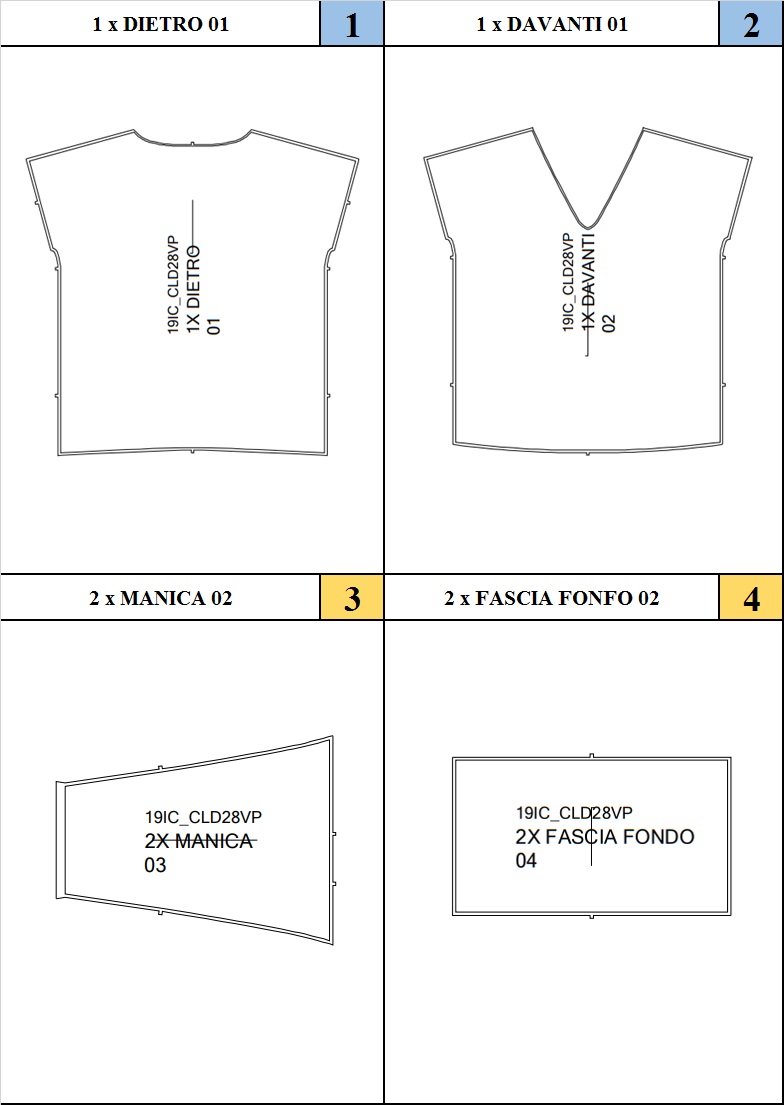 1 x DIETRO 01
1
1 x DAVANTI 01
2
19IC_CLD28VP
1X DIETRO
01
19IC_CLD28VP
1X DAVANTI
02
2 x MANICA 02
3
2 x FASCIA FONFO 02
4
19IC_CLD28VP
2X MANICA
03
19IC_CLD28VP
2X FASCIA FONDO
04